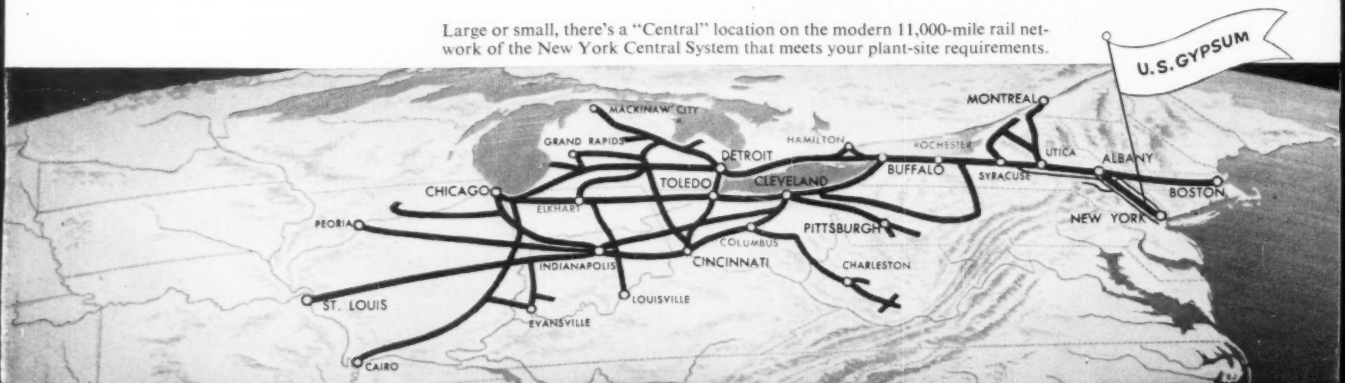 Large or small, there's a "Central" location on the modern 11,000-mile rail net-
work of the New York Central System that meets your plant-site requirements.
U.S. GYPSUM
MONTREAL
MACKINAW CITY
GRAND RAPIDS
HAMILTON
ROCHESTER
UTICA
DETROIT
ALBANY
BUFFALO
SYRACUSE
TOLEDO
CLEVELAND
CHICAGO
BOSTON
ELKHART
NEW YORK
PEORIA
PITTSBURGH
COLUMBUS
INDIANAPOLIS
CINCINNATI
CHARLESTON
ST. LOUIS
LOUISVILLE
EVANSVILLE
CAIRO